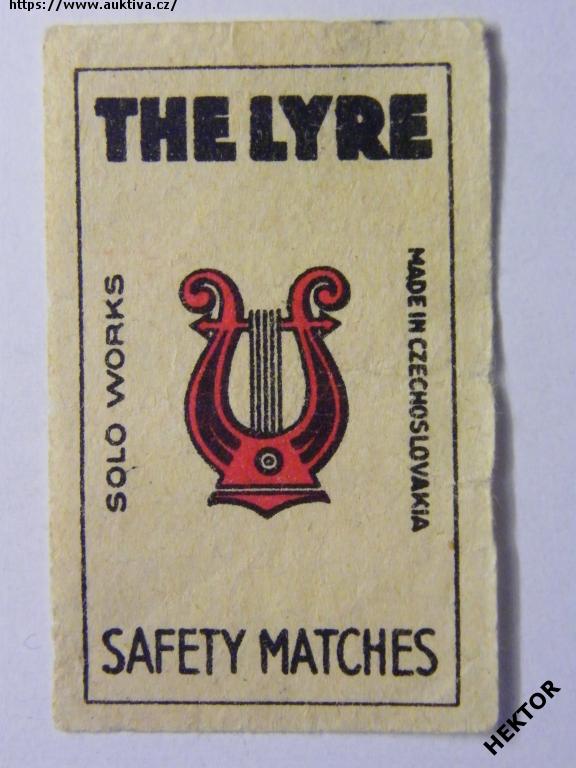 https://www.auktiva.cz/
THE LYRE
SOLO WORKS
MADE IN CZECHOSLOVAKIA
SAFETY MATCHES
HEKTOR